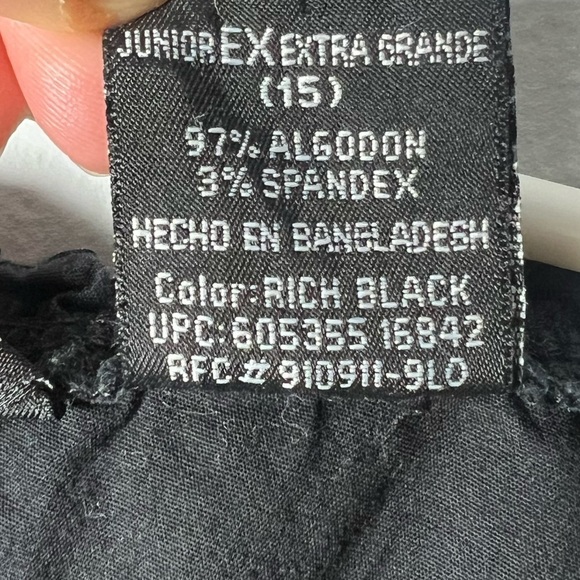 JUNIOR EX EXTRA GRANDE
(15)
97% ALGODON
3% SPANDEX
HECHO EN BANGLADESH
Color: RICH BLACK
UPC: 605355 16842
RFC # 910911-9L0